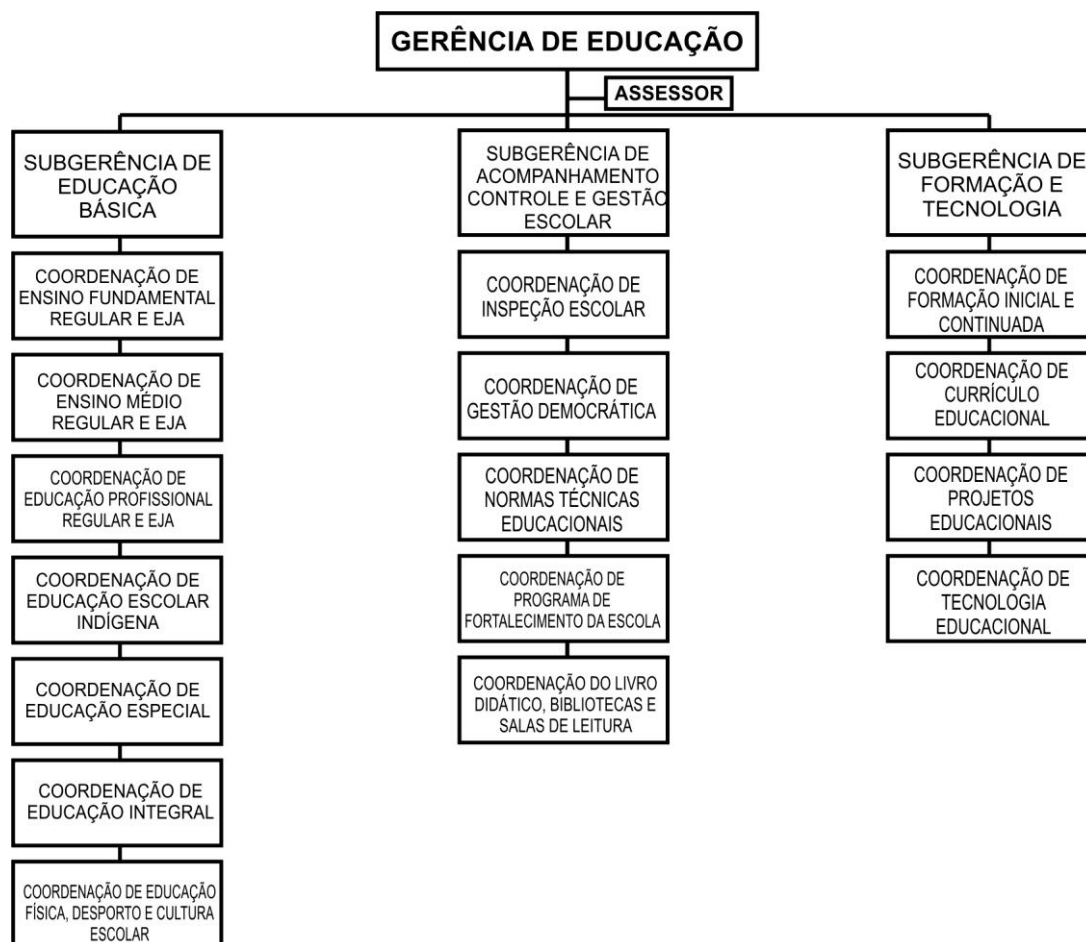 GERÊNCIA DE EDUCAÇÃO
ASSESSOR
SUBGERÊNCIA DE
EDUCAÇÃO
BÁSICA
COORDENAÇÃO DE
ENSINO FUNDAMENTAL
REGULAR E EJA
COORDENAÇÃO DE
ENSINO MÉDIO
REGULAR E EJA
COORDENAÇÃO DE
EDUCAÇÃO PROFISSIONAL
REGULAR E EJA
COORDENAÇÃO DE
EDUCAÇÃO ESCOLAR
INDÍGENA
COORDENAÇÃO DE
EDUCAÇÃO ESPECIAL
COORDENAÇÃO DE
EDUCAÇÃO INTEGRAL
COORDENAÇÃO DE EDUCAÇÃO
FÍSICA, DESPORTO E CULTURA
ESCOLAR
SUBGERÊNCIA DE
ACOMPANHAMENTO
CONTROLE E GESTÃO
ESCOLAR
COORDENAÇÃO DE
INSPEÇÃO ESCOLAR
COORDENAÇÃO DE
GESTÃO DEMOCRÁTICA
COORDENAÇÃO DE
NORMAS TÉCNICAS
EDUCACIONAIS
COORDENAÇÃO DE
PROGRAMA DE
FORTALECIMENTO DA ESCOLA
COORDENAÇÃO DO LIVRO
DIDÁTICO, BIBLIOTECAS E
SALAS DE LEITURA
SUBGERÊNCIA DE
FORMAÇÃO E
TECNOLOGIA
COORDENAÇÃO DE
FORMAÇÃO INICIAL E
CONTINUADA
COORDENAÇÃO DE
CURRÍCULO
EDUCACIONAL
COORDENAÇÃO DE
PROJETOS
EDUCACIONAIS
COORDENAÇÃO DE
TECNOLOGIA
EDUCACIONAL